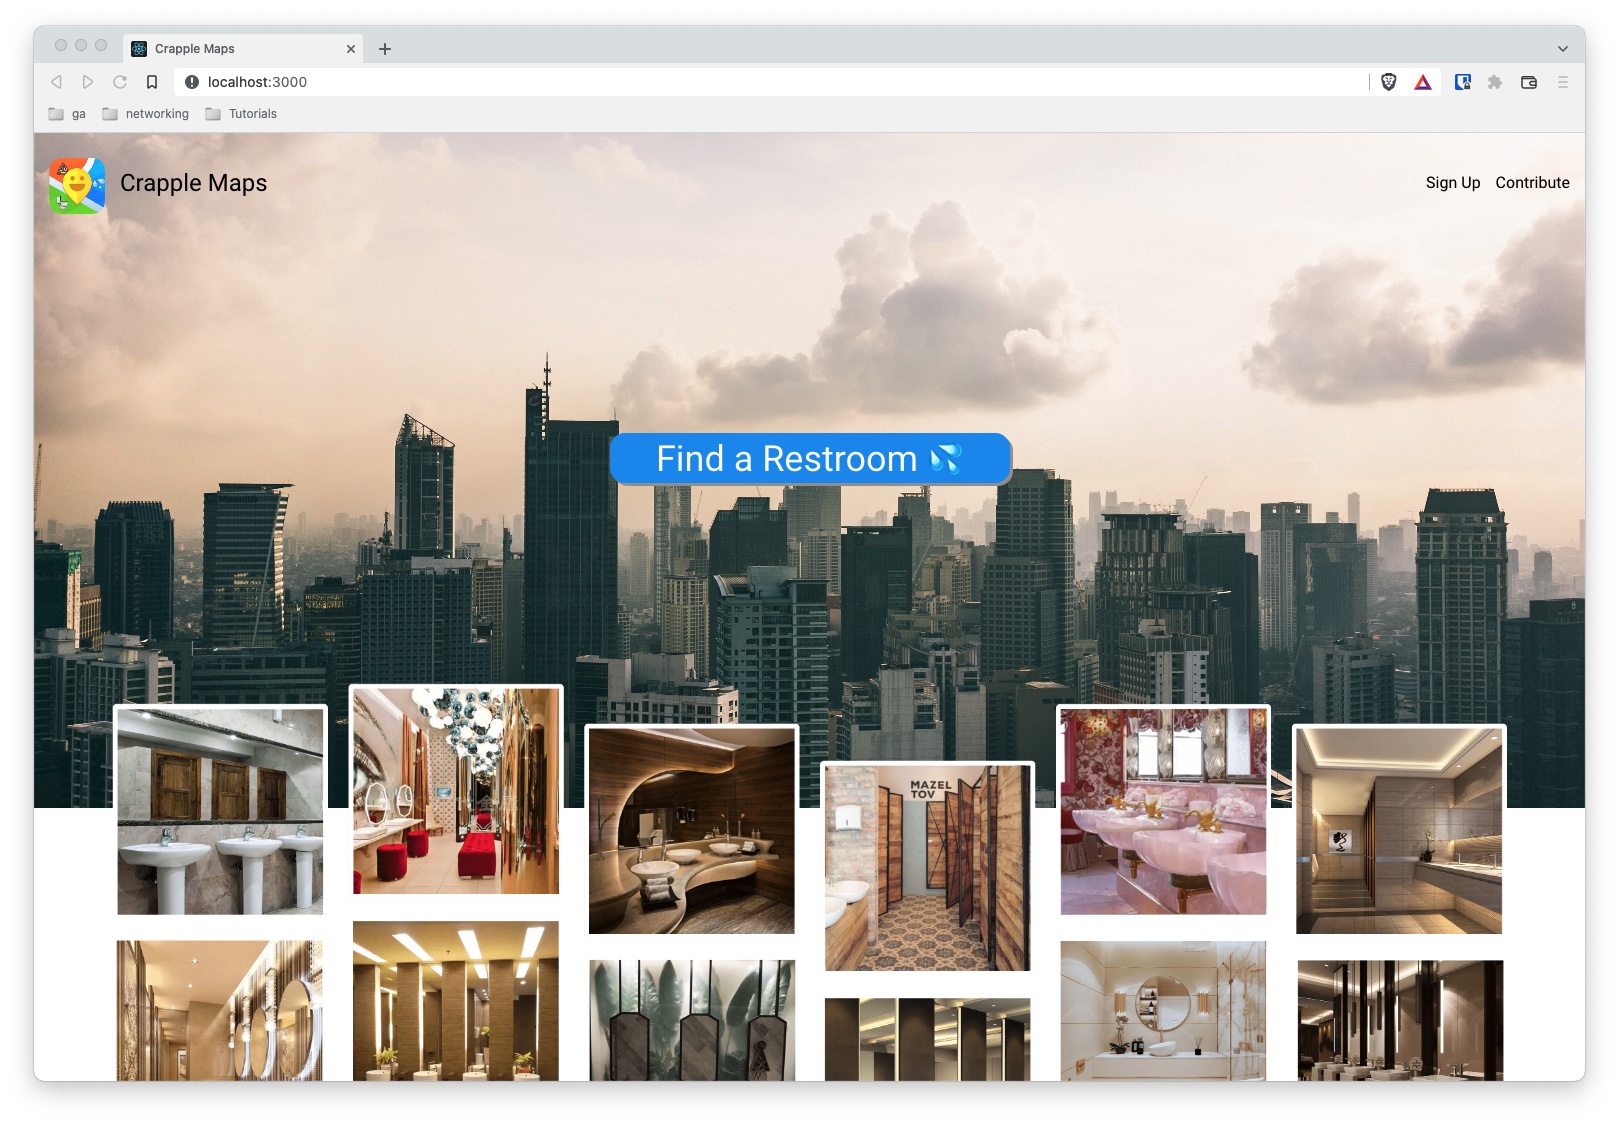 Crapple Maps
localhost:3000
ga
networking
Tutorials
Crapple Maps
Sign Up
Contribute
Find a Restroom 💦
MAZEL
TOV